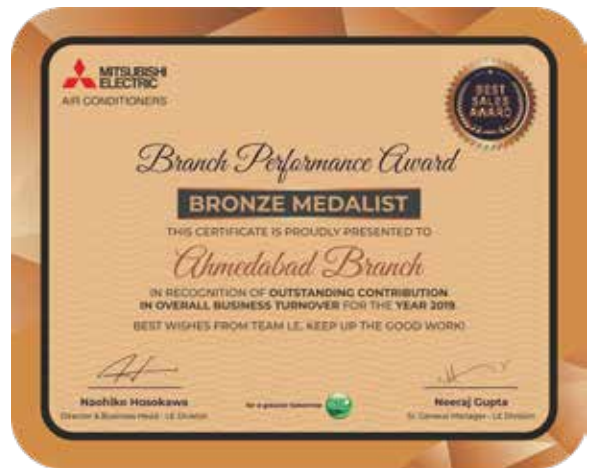 MITSUBISHI
ELECTRIC
AIR CONDITIONERS
BEST
SALES
AWARD
Branch Performance Award
BRONZE MEDALIST
THIS CERTIFICATE IS PROUDLY PRESENTED TO
Ahmedabad Branch
IN RECOGNITION OF OUTSTANDING CONTRIBUTION
IN OVERALL BUSINESS TURNOVER FOR THE YEAR 2019.
BEST WISHES FROM TEAM LE, KEEP UP THE GOOD WORK!
Naohiko Hosokawa
Director & Business Head - LE Division
for a greener tomorrow
Neeraj Gupta
Sr. General Manager - LE Division